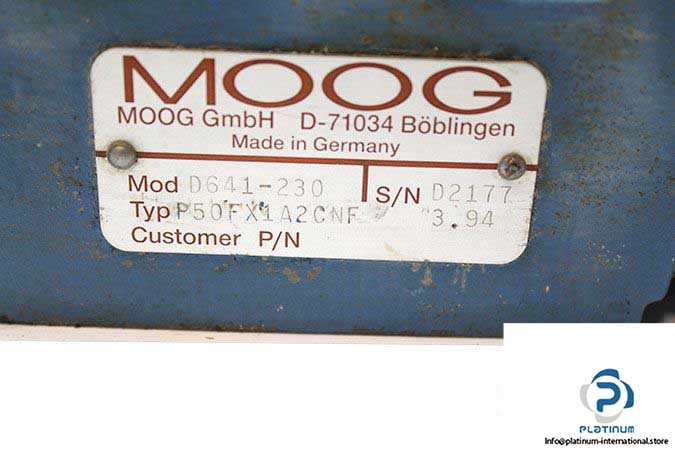 MOOG
MOOG GmbH D-71034 Böblingen
Made in Germany
Mod D641-230 S/N D2177
Typ P50FX1A2CNF 3.94
Customer P/N
PLATINUM
Info@platinum-international.store